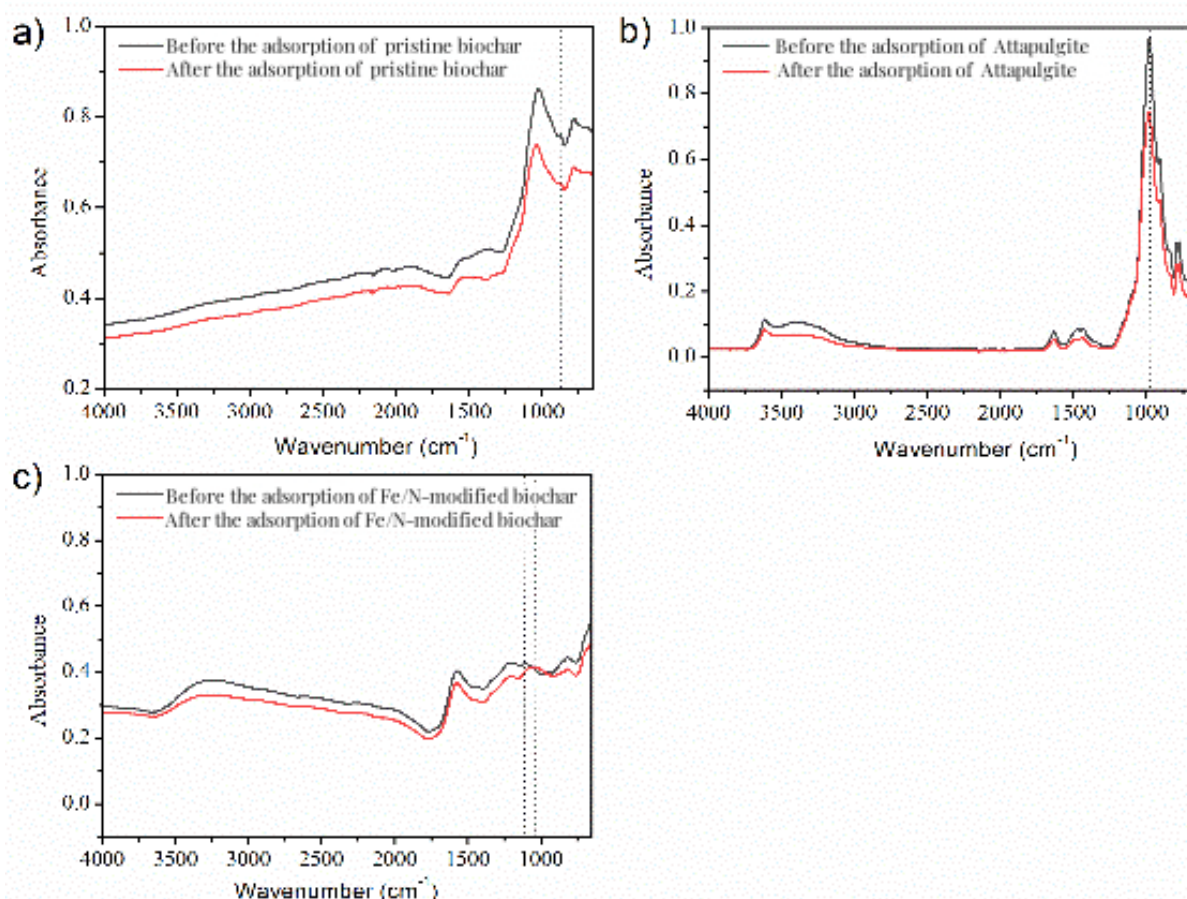 a)
Before the adsorption of pristine biochar
After the adsorption of pristine biochar
1.0
0.8
0.6
0.4
0.2
Absorbance
4000 3500 3000 2500 2000 1500 1000
Wavenumber (cm⁻¹)
b)
Before the adsorption of Attapulgite
After the adsorption of Attapulgite
1.0
0.8
0.6
0.4
0.2
0.0
Absorbance
4000 3500 3000 2500 2000 1500 1000
Wavenumber (cm⁻¹)
c)
Before the adsorption of Fe/N-modified biochar
After the adsorption of Fe/N-modified biochar
1.0
0.8
0.6
0.4
0.2
0.0
Absorbance
4000 3500 3000 2500 2000 1500 1000
Wavenumber (cm⁻¹)